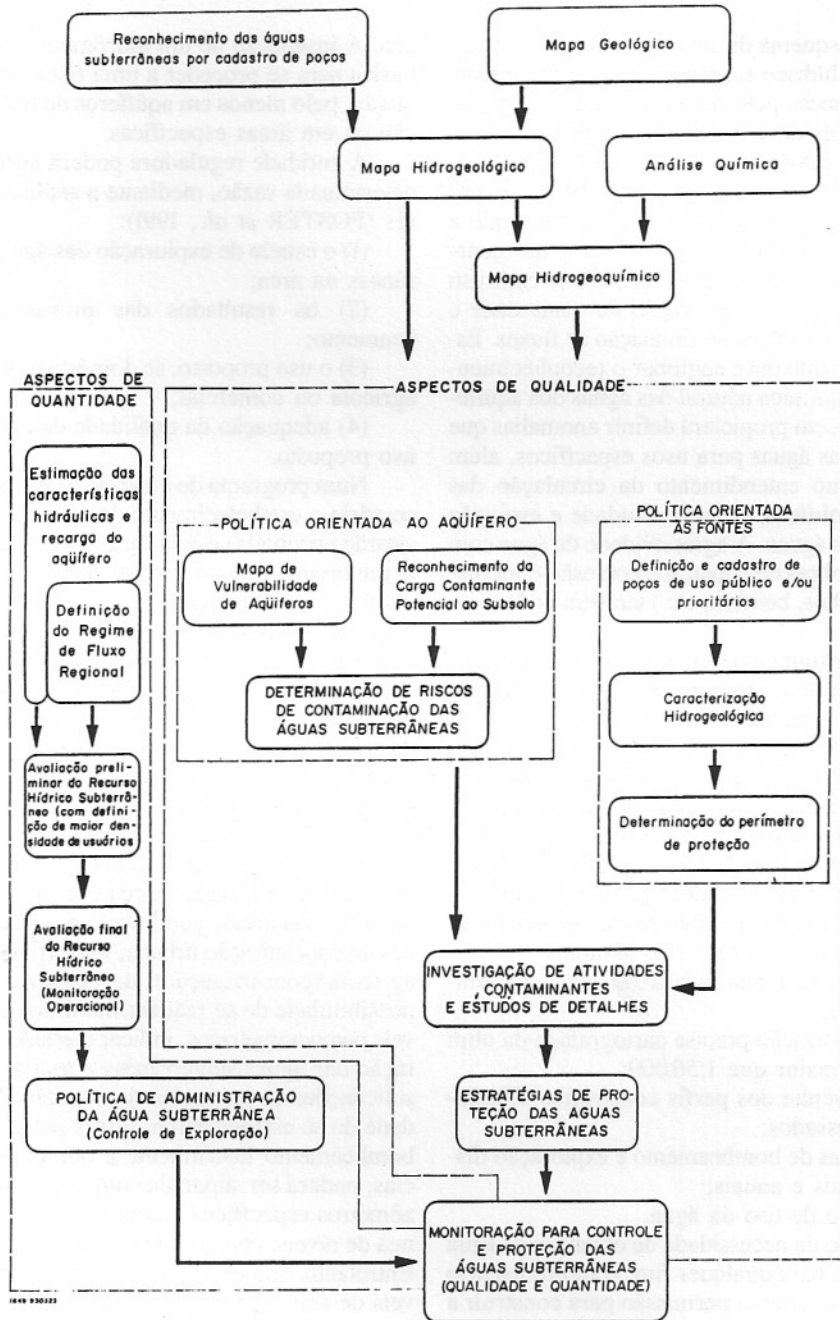 Reconhecimento das águas
subterrâneas por cadastro de poços
Mapa Geológico
Mapa Hidrogeológico
Análise Química
Mapa Hidrogeoquímico
ASPECTOS DE
QUANTIDADE
Estimação das
características
hidráulicas e
recarga do
aqüífero
Definição
do Regime
de Fluxo
Regional
Avaliação preli-
minar do Recurso
Hídrico Subterrâ-
neo (com defini-
ção de maior den-
sidade de usuários
Avaliação final
do Recurso
Hídrico
Subterrâneo
(Monitoração
Operacional)
POLÍTICA DE ADMINISTRAÇÃO
DA ÁGUA SUBTERRÂNEA
(Controle de Exploração)
ASPECTOS DE QUALIDADE
POLÍTICA ORIENTADA AO AQÜÍFERO
Mapa de
Vulnerabilidade
de Aqüíferos
Reconhecimento da
Carga Contaminante
Potencial ao Subsolo
DETERMINAÇÃO DE RISCOS
DE CONTAMINAÇÃO DAS
ÁGUAS SUBTERRÂNEAS
POLÍTICA ORIENTADA
AS FONTES
Definição e cadastro de
poços de uso público e/ou
prioritários
Caracterização
Hidrogeológica
Determinação do perímetro
de proteção
INVESTIGAÇÃO DE ATIVIDADES
CONTAMINANTES
E ESTUDOS DE DETALHES
ESTRATÉGIAS DE PRO-
TEÇÃO DAS AGUAS
SUBTERRÂNEAS
MONITORAÇÃO PARA CONTROLE
E PROTEÇÃO DAS
ÁGUAS SUBTERRÂNEAS
(QUALIDADE E QUANTIDADE)